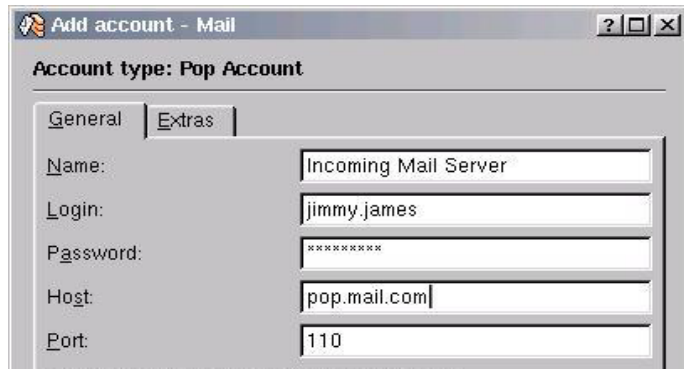 Add account - Mail
Account type: Pop Account
General Extras
Name: Incoming Mail Server
Login: jimmy.james
Password: *********
Host: pop.mail.com
Port: 110